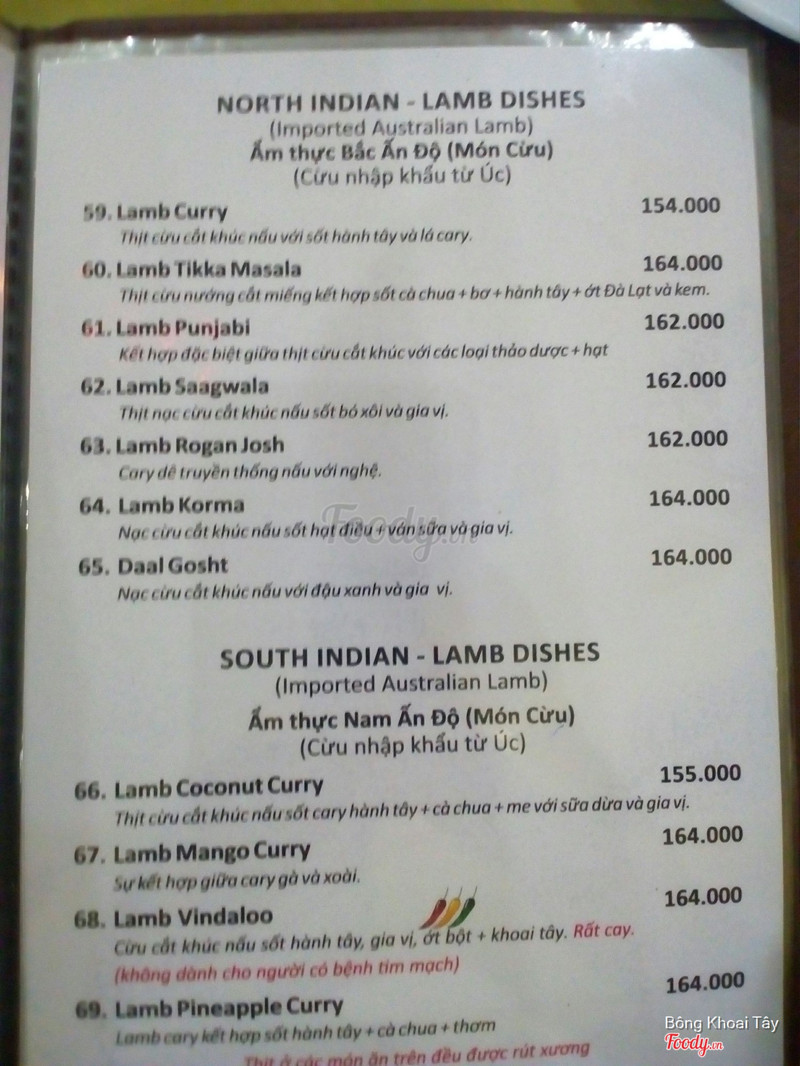 NORTH INDIAN - LAMB DISHES
(Imported Australian Lamb)
Ẩm thực Bắc Ấn Độ (Món Cừu)
(Cừu nhập khẩu từ Úc)
59. Lamb Curry 154.000
Thịt cừu cắt khúc nấu với sốt hành tây và lá cary.
60. Lamb Tikka Masala 164.000
Thịt cừu nướng cắt miếng kết hợp sốt cà chua + bơ + hành tây + ớt Đà Lạt và kem.
61. Lamb Punjabi 162.000
Kết hợp đặc biệt giữa thịt cừu cắt khúc với các loại thảo dược + hạt
62. Lamb Saagwala 162.000
Thịt nạc cừu cắt khúc nấu sốt bó xôi và gia vị.
63. Lamb Rogan Josh 162.000
Cary dê truyền thống nấu với nghệ.
64. Lamb Korma 164.000
Nạc cừu cắt khúc nấu sốt hạt điều + ván sữa và gia vị.
65. Daal Gosht 164.000
Nạc cừu cắt khúc nấu với đậu xanh và gia vị.
SOUTH INDIAN - LAMB DISHES
(Imported Australian Lamb)
Ẩm thực Nam Ấn Độ (Món Cừu)
(Cừu nhập khẩu từ Úc)
66. Lamb Coconut Curry 155.000
Thịt cừu cắt khúc nấu sốt cary hành tây + cà chua + me với sữa dừa và gia vị.
67. Lamb Mango Curry 164.000
Sự kết hợp giữa cary gà và xoài.
68. Lamb Vindaloo 164.000
Cừu cắt khúc nấu sốt hành tây, gia vị, ớt bột + khoai tây. Rất cay.
(không dành cho người có bệnh tim mạch)
69. Lamb Pineapple Curry 164.000
Lamb cary kết hợp sốt hành tây + cà chua + thơm
Thịt ở các món ăn trên đều được rút xương
Foody.vn
Bông Khoai Tây
Foody.vn